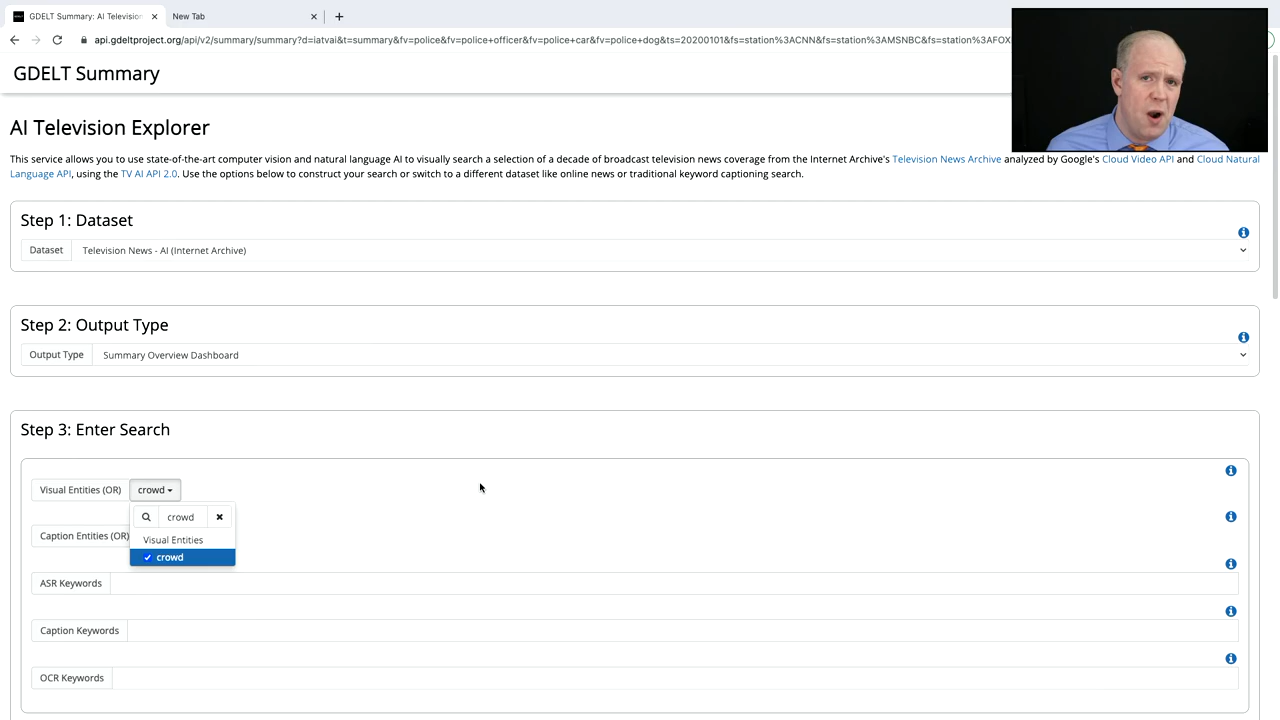 GDELT Summary: AI Television
New Tab
api.gdeltproject.org/api/v2/summary/summary?d=iatvai&t=summary&fv=police&fv=police+officer&fv=police+car&fv=police+dog&ts=20200101&fs=station%3ACNN&fs=station%3AMSNBC&fs=station%3AFOX
GDELT Summary
AI Television Explorer
This service allows you to use state-of-the-art computer vision and natural language AI to visually search a selection of a decade of broadcast television news coverage from the Internet Archive's Television News Archive analyzed by Google's Cloud Video API and Cloud Natural
Language API, using the TV AI API 2.0. Use the options below to construct your search or switch to a different dataset like online news or traditional keyword captioning search.
Step 1: Dataset
Dataset Television News - AI (Internet Archive)
Step 2: Output Type
Output Type Summary Overview Dashboard
Step 3: Enter Search
Visual Entities (OR) crowd
crowd
Caption Entities (OR)
Visual Entities
crowd
ASR Keywords
Caption Keywords
OCR Keywords